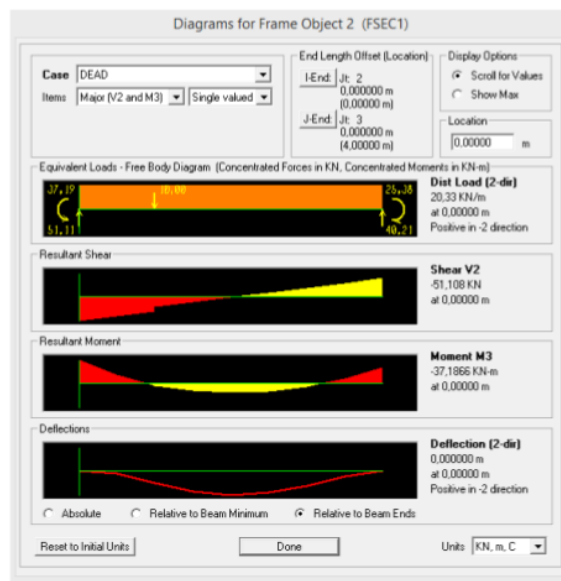 Diagrams for Frame Object 2 (FSEC1)
Case DEAD
Items Major (V2 and M3) Single valued
End Length Offset (Location)
I-End: Jt: 2
0,000000 m
(0,00000 m)
J-End: Jt: 3
0,000000 m
(4,00000 m)
Display Options
Scroll for Values
Show Max
Location
0,00000 m
Equivalent Loads - Free Body Diagram (Concentrated Forces in KN, Concentrated Moments in KN-m)
37.19 10.00 26.38
51.11 40.21
Dist Load (2-dir)
20,33 KN/m
at 0,00000 m
Positive in -2 direction
Resultant Shear
Shear V2
-51,108 KN
at 0,00000 m
Resultant Moment
Moment M3
-37,1866 KN-m
at 0,00000 m
Deflections
Deflection (2-dir)
0,000000 m
at 0,00000 m
Positive in -2 direction
Absolute Relative to Beam Minimum Relative to Beam Ends
Reset to Initial Units Done Units KN, m, C